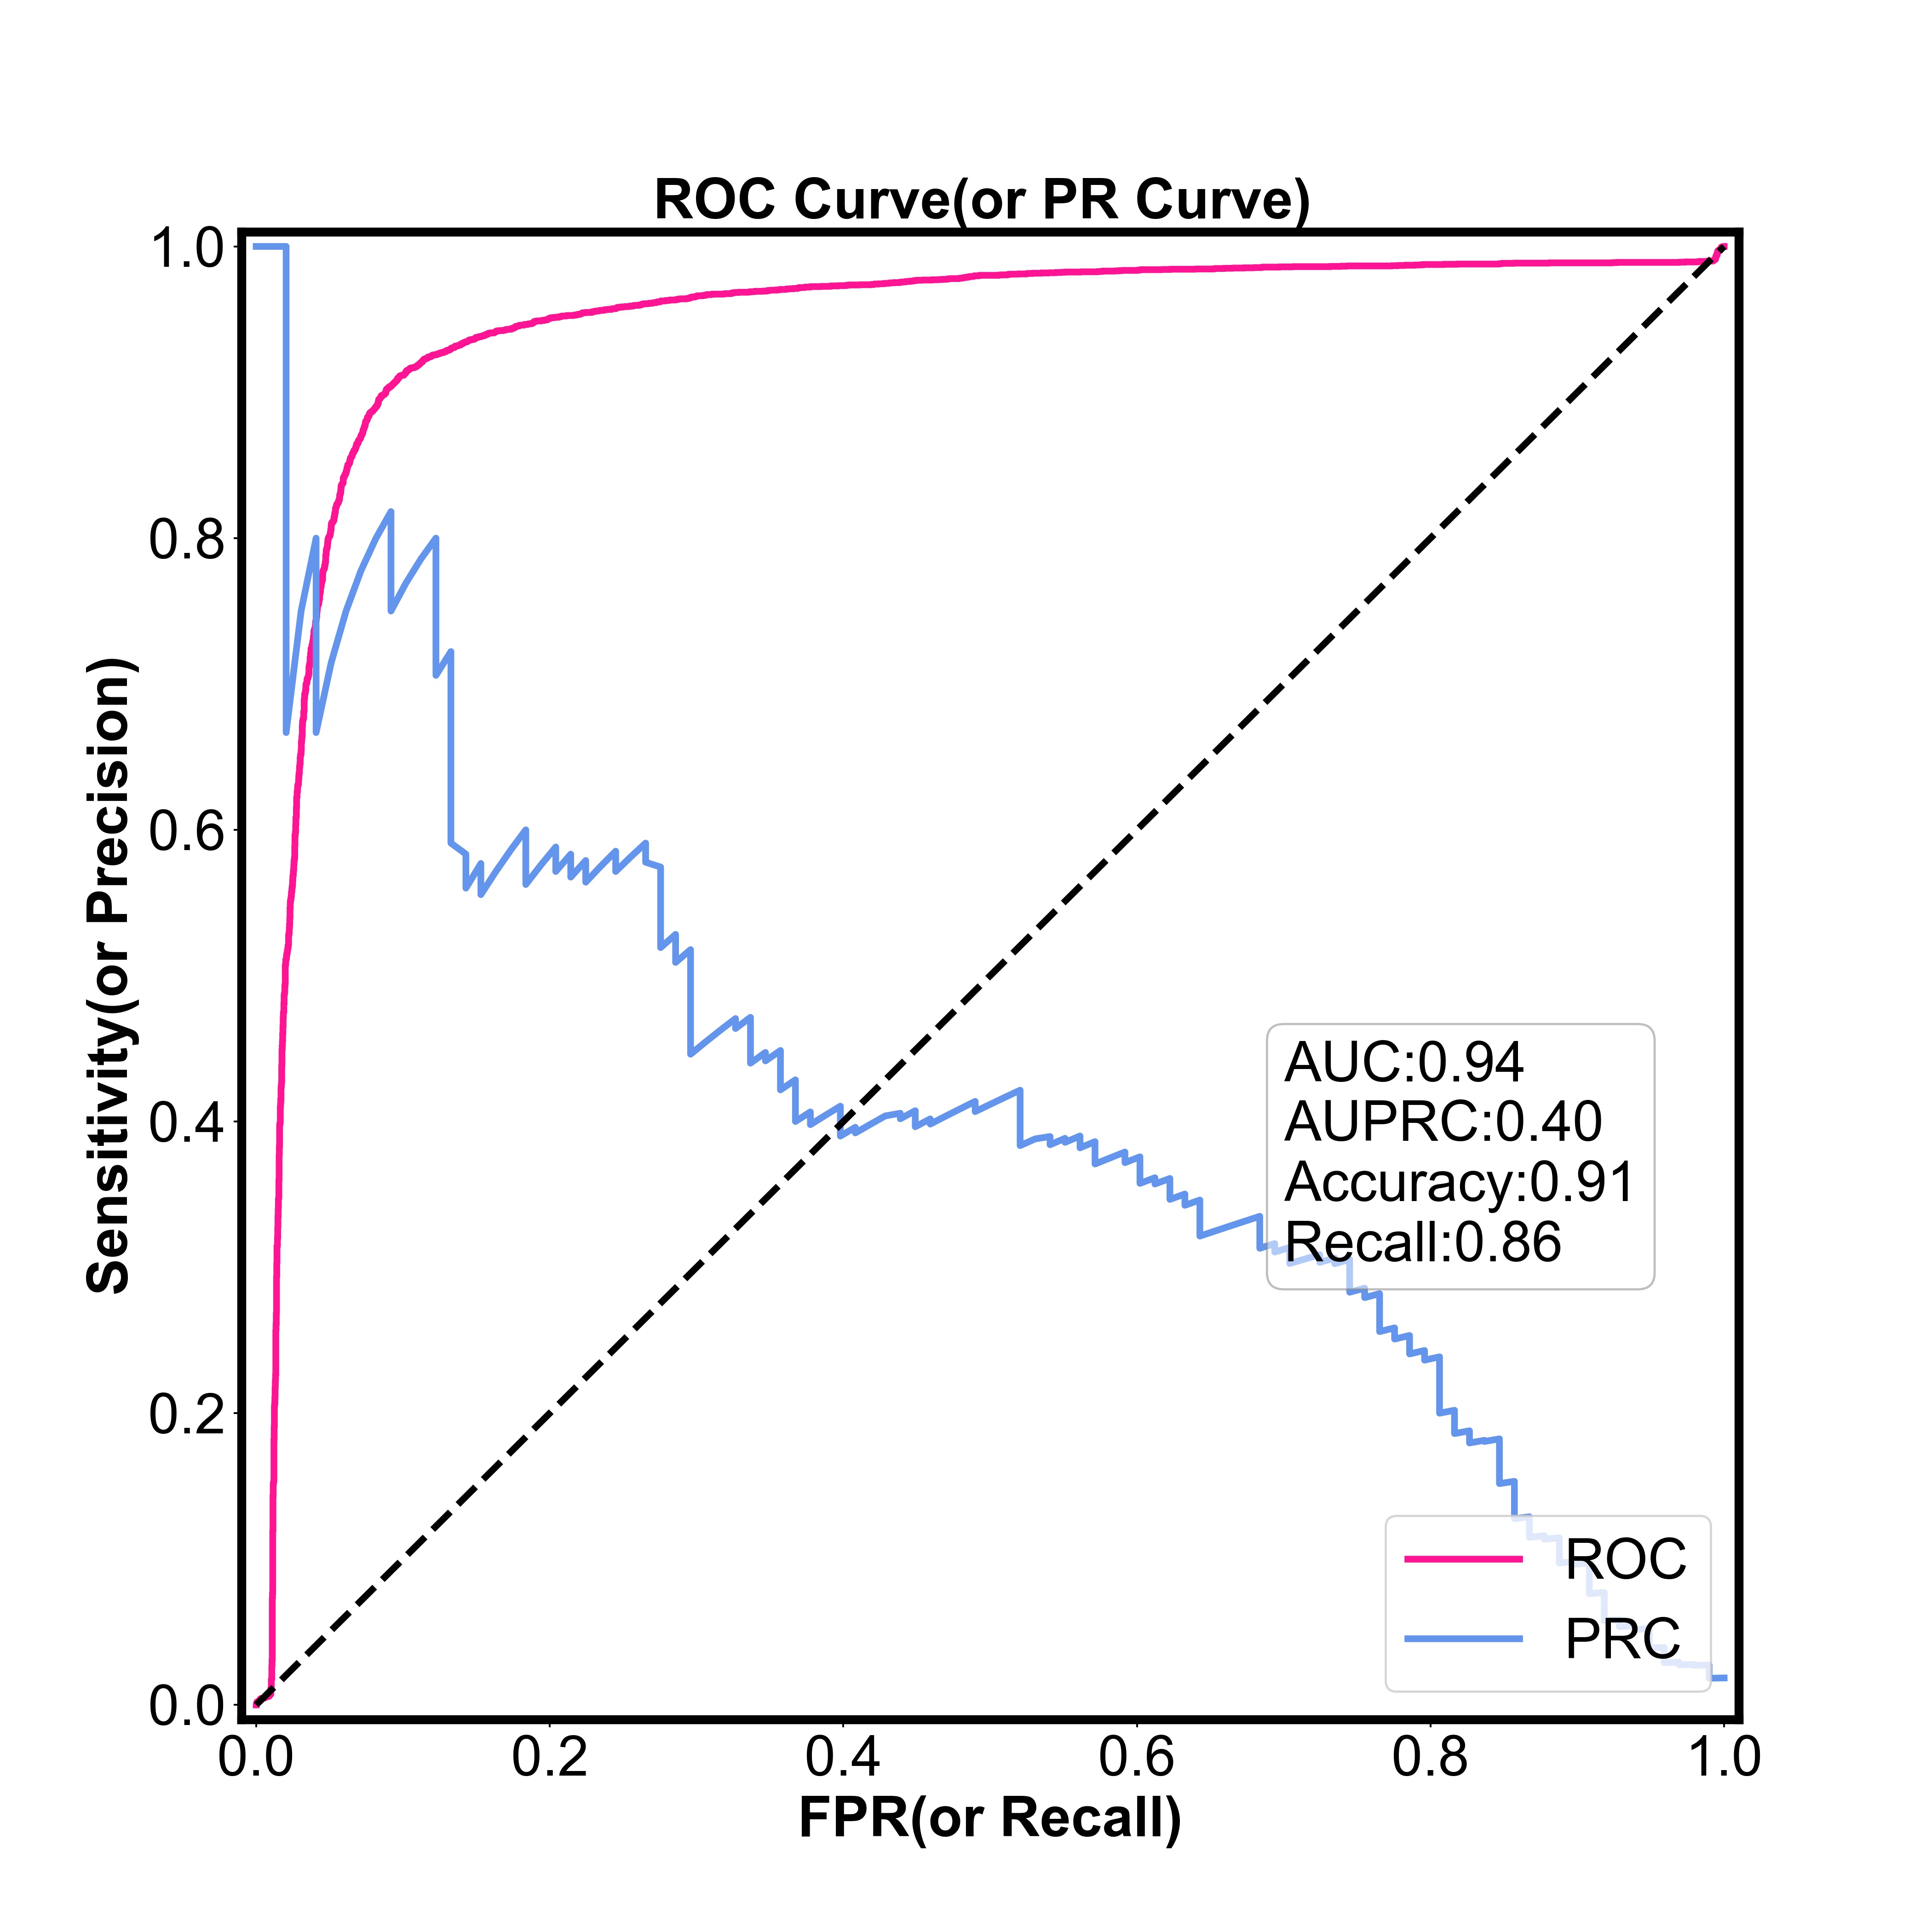 ROC Curve(or PR Curve)
1.0
0.8
0.6
0.4
0.2
0.0
Sensitivity(or Precision)
AUC:0.94
AUPRC:0.40
Accuracy:0.91
Recall:0.86
ROC
PRC
0.0 0.2 0.4 0.6 0.8 1.0
FPR(or Recall)